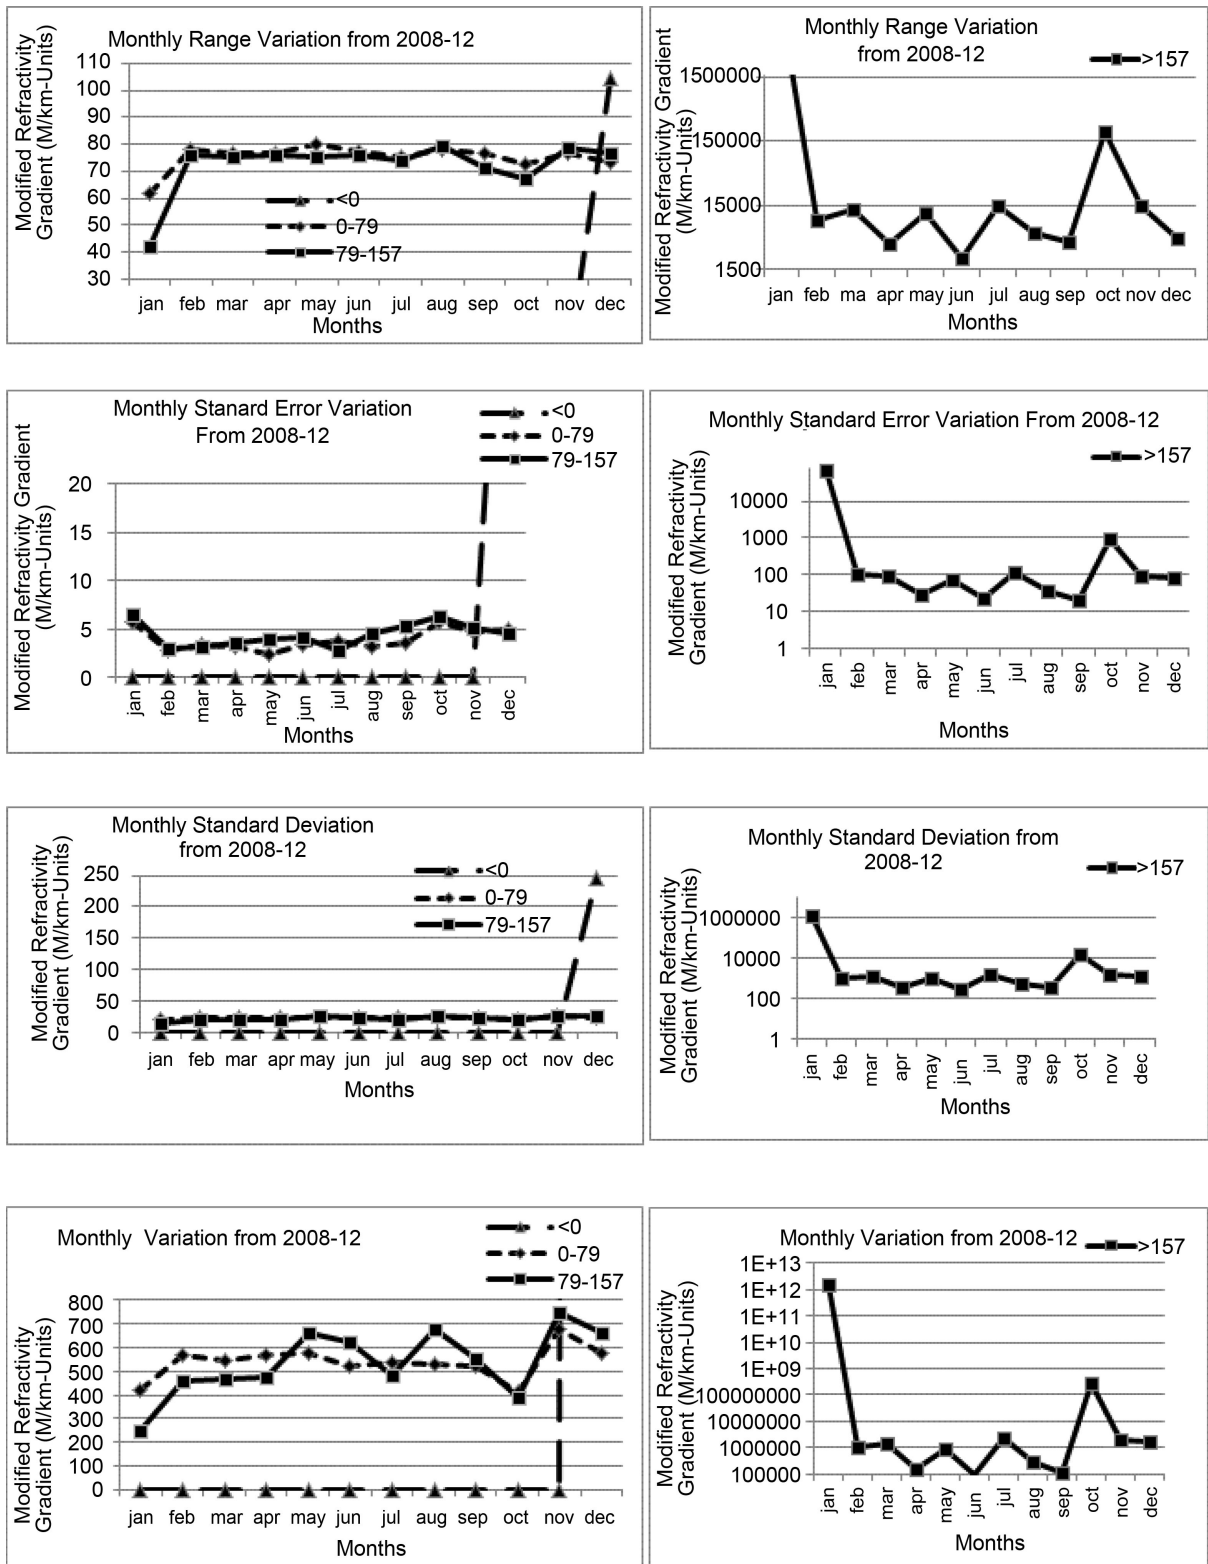 Monthly Range Variation from 2008-12
Modified Refractivity
Gradient (M/km-Units)
110
100
90
80
70
60
50
40
30
<0
0-79
79-157
jan feb mar apr may jun jul aug sep oct nov dec
Months
Monthly Range Variation
from 2008-12
>157
Modified Refractivity Gradient
(M/km-Units)
1500000
150000
15000
1500
jan feb ma apr may jun jul aug sep oct nov dec
Months
Monthly Stanard Error Variation
From 2008-12
<0
0-79
79-157
Modified Refractivity Gradient
(M/km-Units)
20
15
10
5
0
jan feb mar apr may jun jul aug sep oct nov dec
Months
Monthly Standard Error Variation From 2008-12
>157
Modified Refractivity
Gradient (M/km-Units)
10000
1000
100
10
1
jan feb mar apr may jun jul aug sep oct nov dec
Months
Monthly Standard Deviation
from 2008-12
<0
0-79
79-157
Modified Refractivity
Gradient (M/km-Units)
250
200
150
100
50
0
jan feb mar apr may jun jul aug sep oct nov dec
Months
Monthly Standard Deviation from
2008-12
>157
Modified Refractivity
Gradient (M/km-Units)
1000000
10000
100
1
jan feb mar apr may jun jul aug sep oct nov dec
Months
Monthly Variation from 2008-12
<0
0-79
79-157
Modified Refractivity
Gradient (M/km-Units)
800
700
600
500
400
300
200
100
0
jan feb mar apr may jun jul aug sep oct nov dec
Months
Monthly Variation from 2008-12
>157
Modified Refractivity
Gradient (M/km-Units)
1E+13
1E+12
1E+11
1E+10
1E+09
100000000
10000000
1000000
100000
jan feb mar apr may jun jul aug sep oct nov dec
Months